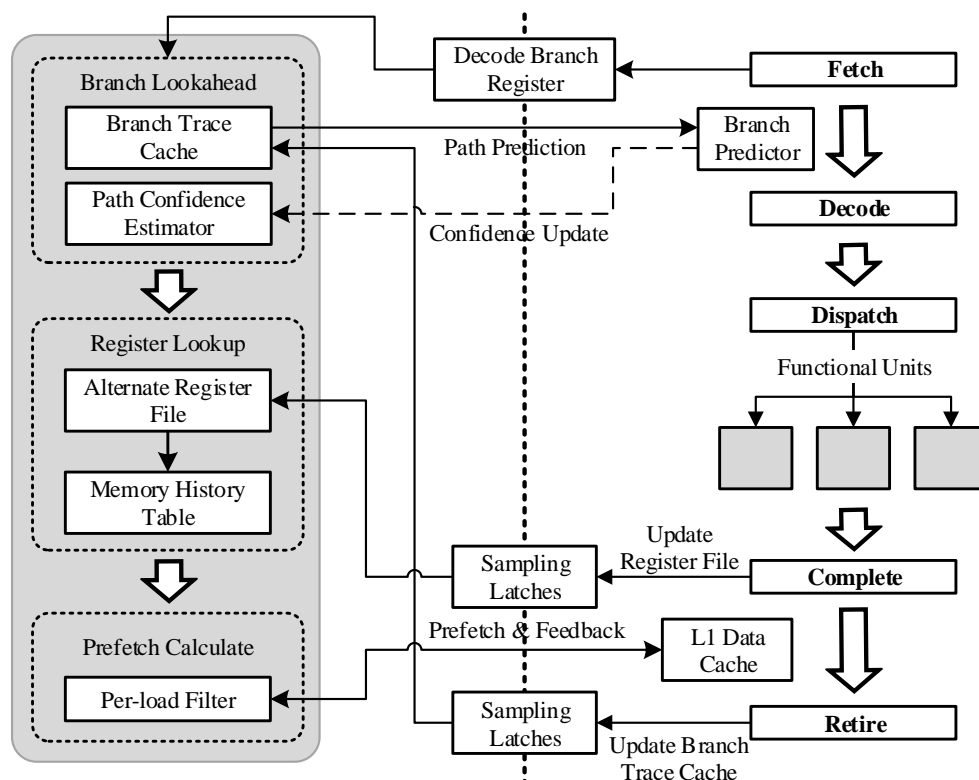 Branch Lookahead
Branch Trace
Cache
Path Confidence
Estimator
Register Lookup
Alternate Register
File
Memory History
Table
Prefetch Calculate
Per-load Filter
Decode Branch
Register
Path Prediction
Confidence Update
Sampling
Latches
Prefetch & Feedback
Sampling
Latches
Fetch
Branch
Predictor
Decode
Dispatch
Functional Units
Update
Register File
Complete
L1 Data
Cache
Retire
Update Branch
Trace Cache